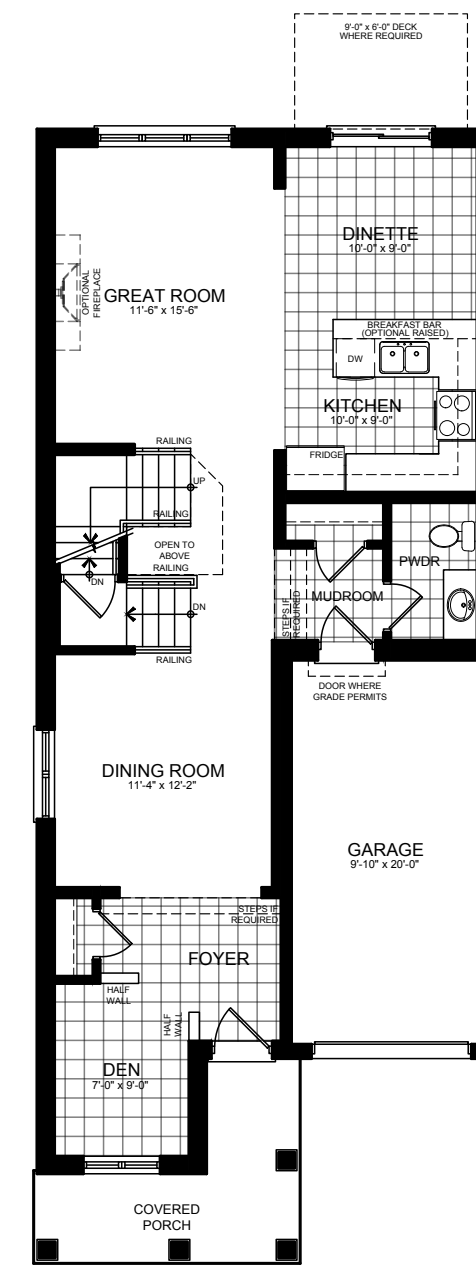 9'-0" x 6'-0" DECK
WHERE REQUIRED
DINETTE
10'-0" x 9'-0"
OPTIONAL
FIREPLACE
GREAT ROOM
11'-6" x 15'-6"
BREAKFAST BAR
(OPTIONAL RAISED)
DW
KITCHEN
10'-0" x 9'-0"
FRIDGE
RAILING
UP
RAILING
OPEN TO
ABOVE
RAILING
DN
DN
RAILING
PWDR
MUDROOM
STEPS IF
REQUIRED
DOOR WHERE
GRADE PERMITS
DINING ROOM
11'-4" x 12'-2"
GARAGE
9'-10" x 20'-0"
STEPS IF
REQUIRED
FOYER
HALF
WALL
HALF
WALL
DEN
7'-0" x 9'-0"
COVERED
PORCH